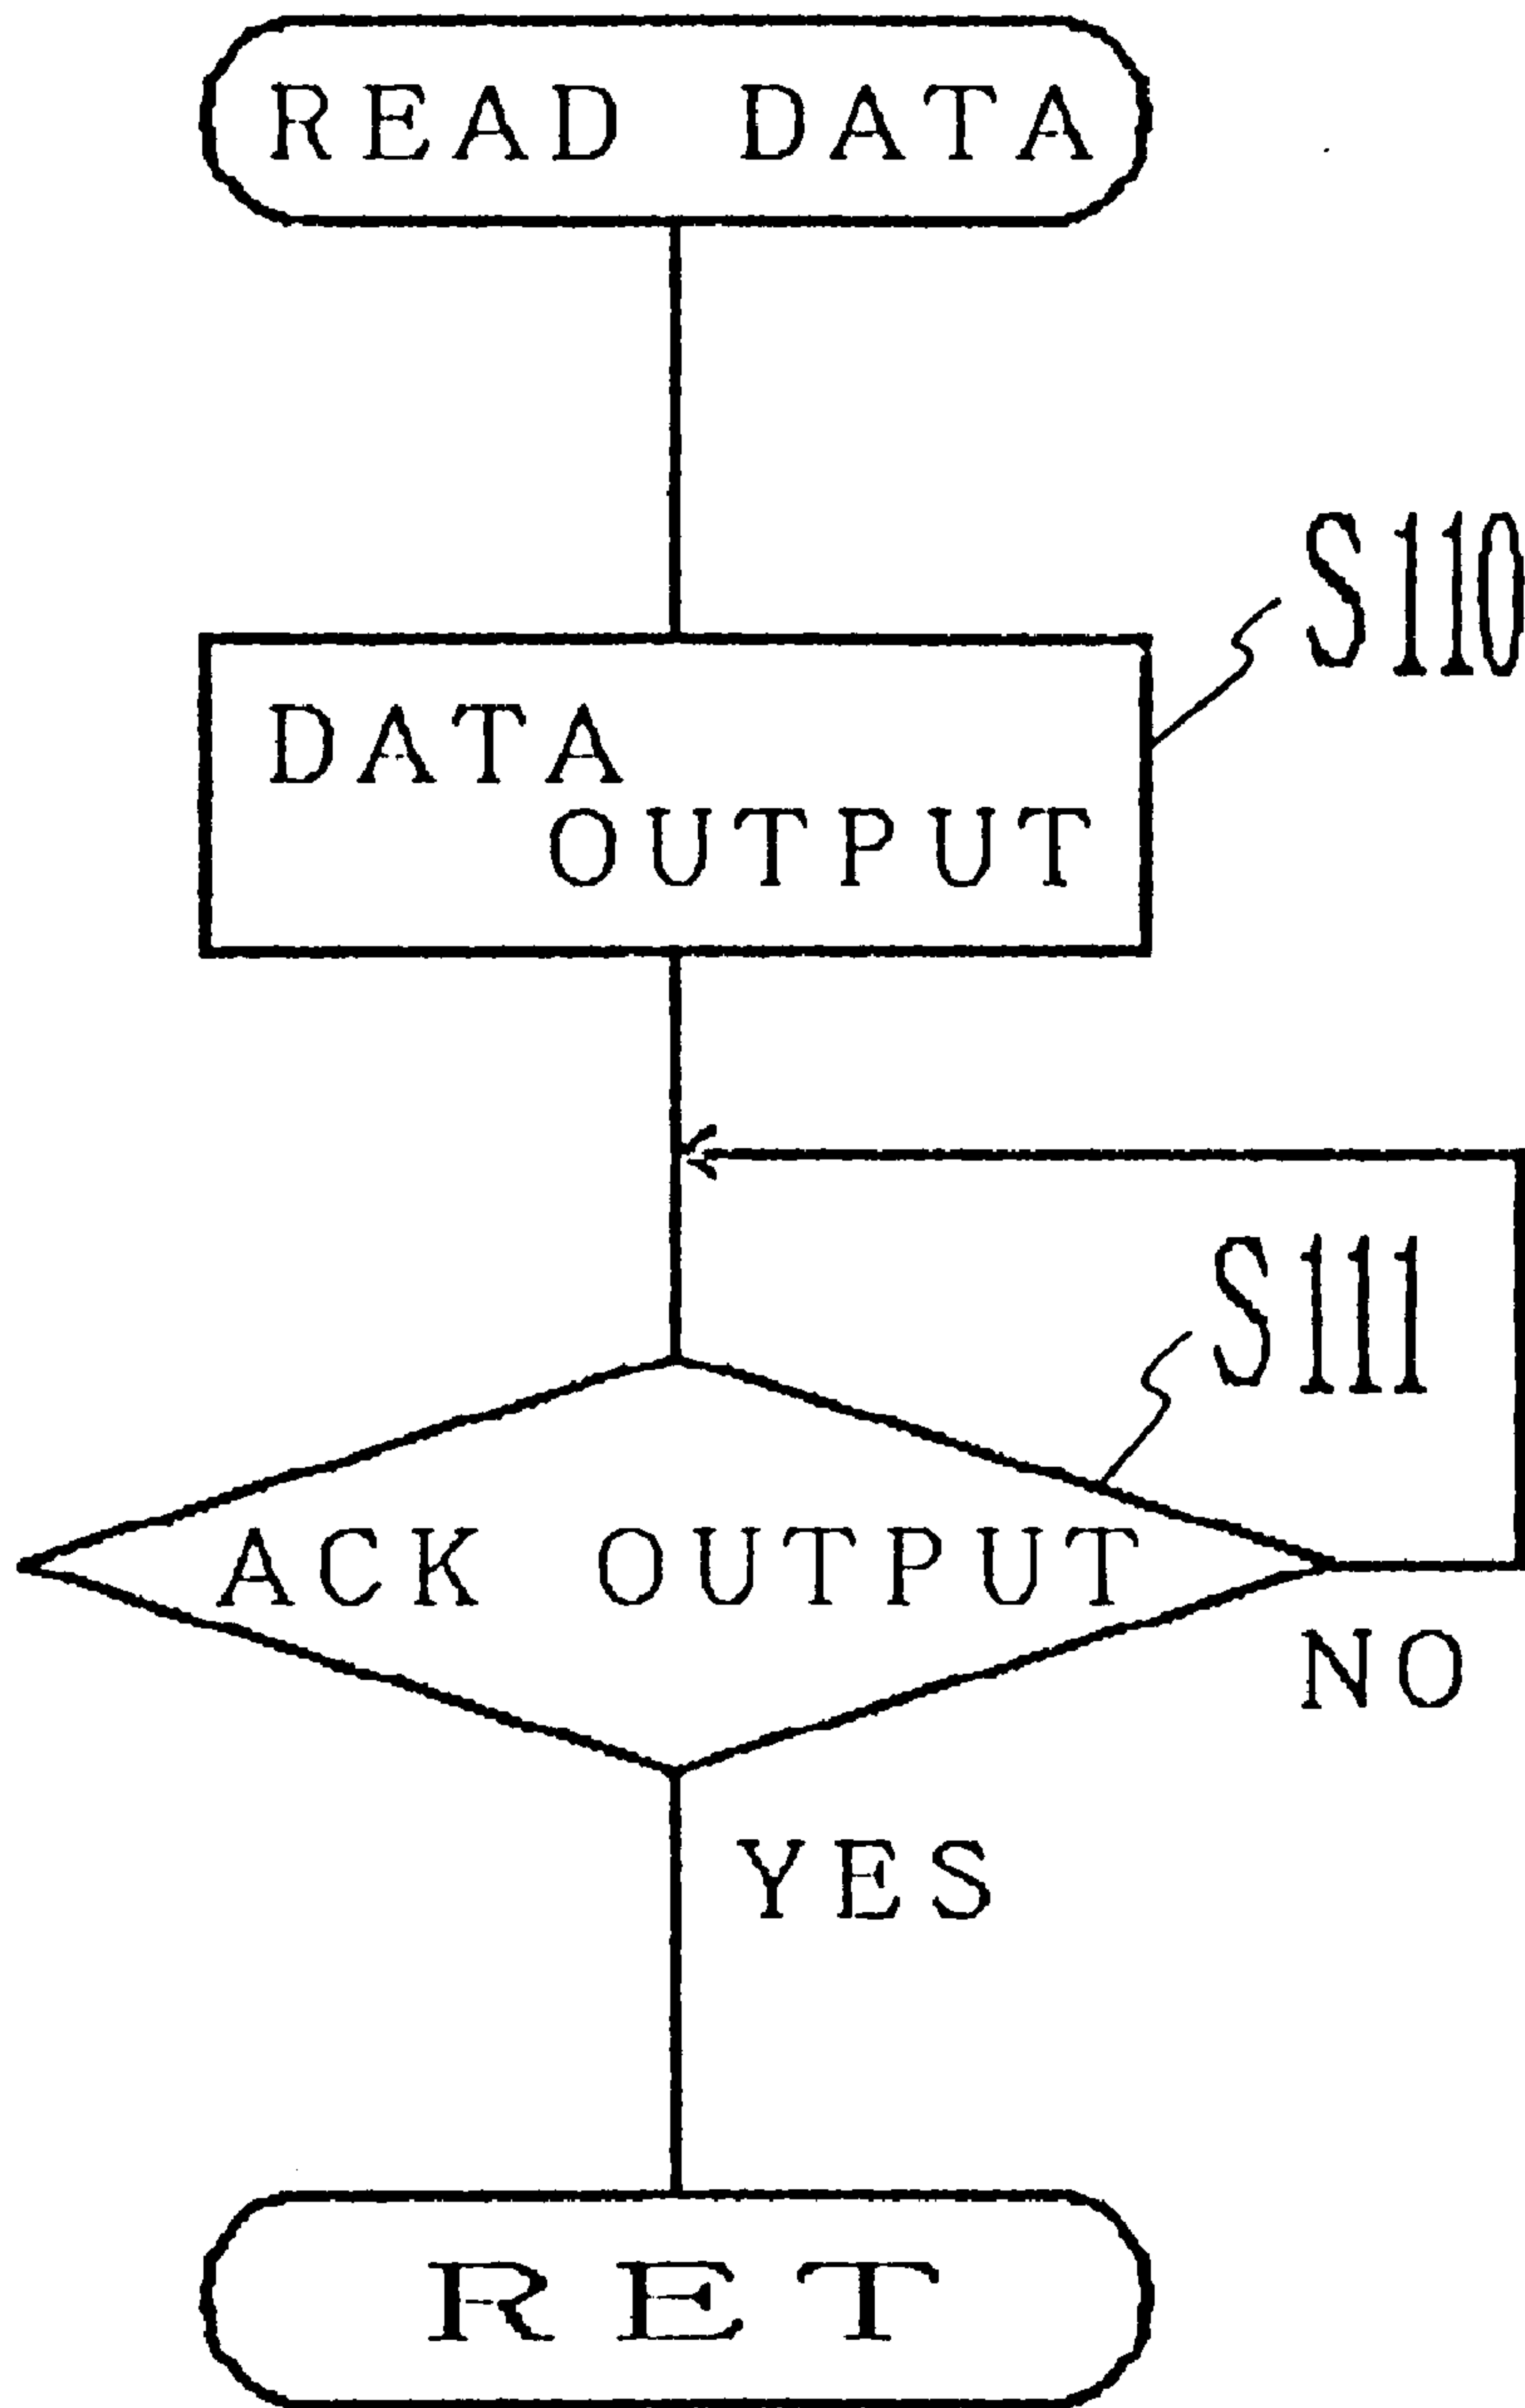 READ DATA
S110
DATA
OUTPUT
S111
ACK OUTPUT
NO
YES
RET